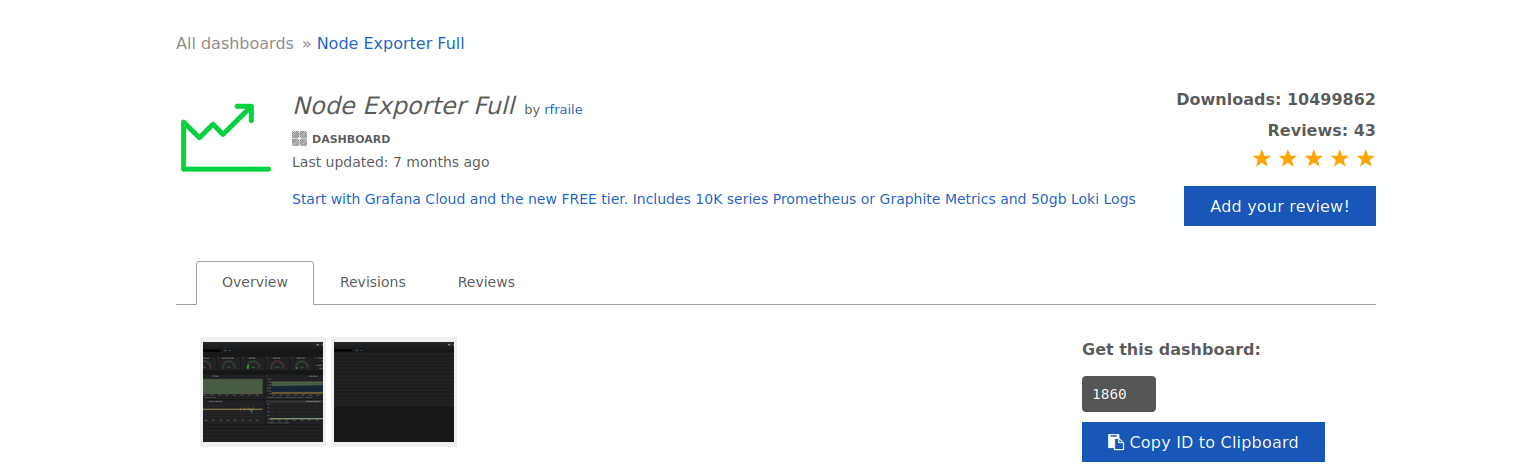 All dashboards » Node Exporter Full
Node Exporter Full by rfraile
DASHBOARD
Last updated: 7 months ago
Start with Grafana Cloud and the new FREE tier. Includes 10K series Prometheus or Graphite Metrics and 50gb Loki Logs
Downloads: 10499862
Reviews: 43
Add your review!
Overview Revisions Reviews
Get this dashboard:
1860
Copy ID to Clipboard